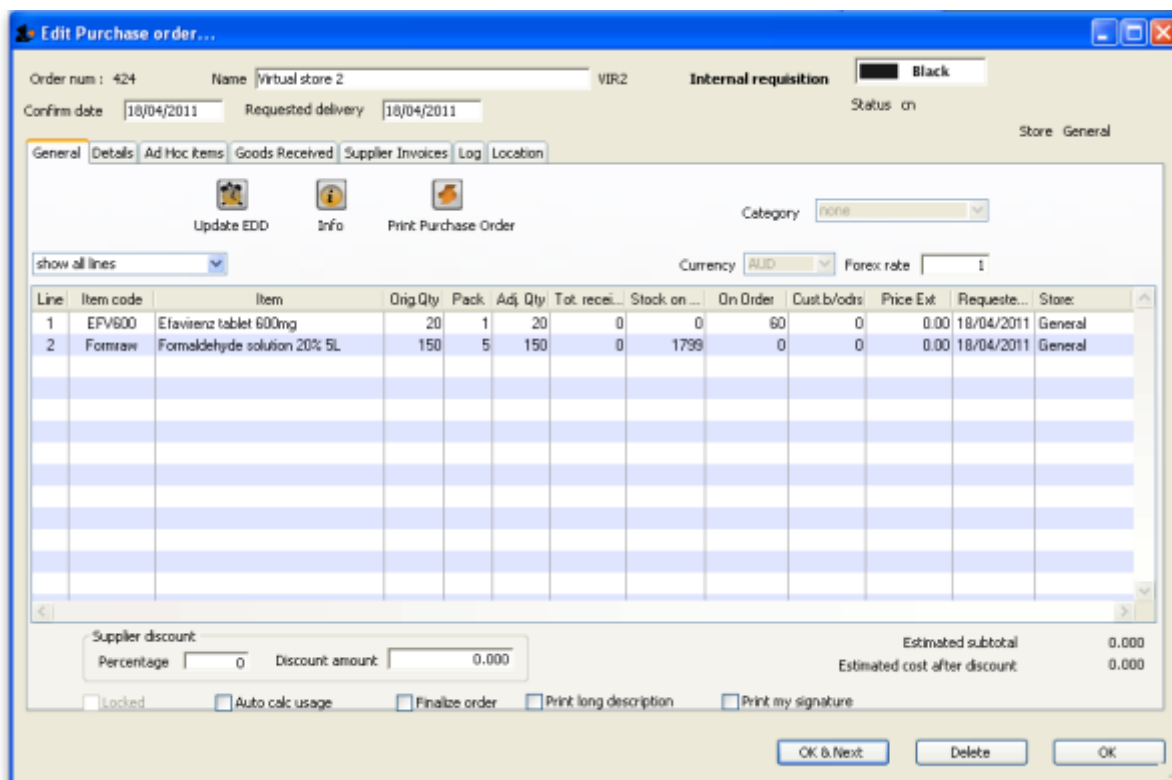 Edit Purchase order...
Order num : 424 Name Virtual store 2 VIR2 Internal requisition Black
Confirm date 18/04/2011 Requested delivery 18/04/2011 Status cn
Store General
General Details Ad Hoc items Goods Received Supplier Invoices Log Location
Update EDD Info Print Purchase Order Category none
show all lines Currency AUD Forex rate 1
Line Item code Item Orig.Qty Pack Adj. Qty Tot. recei... Stock on ... On Order Cust.b/odrs Price Ext Requeste... Store:
1 EFV600 Efavirenz tablet 600mg 20 1 20 0 0 60 0 0.00 18/04/2011 General
2 Formraw Formaldehyde solution 20% 5L 150 5 150 0 1799 0 0 0.00 18/04/2011 General
Supplier discount Estimated subtotal 0.000
Percentage 0 Discount amount 0.000 Estimated cost after discount 0.000
Locked Auto calc usage Finalize order Print long description Print my signature
OK & Next Delete OK